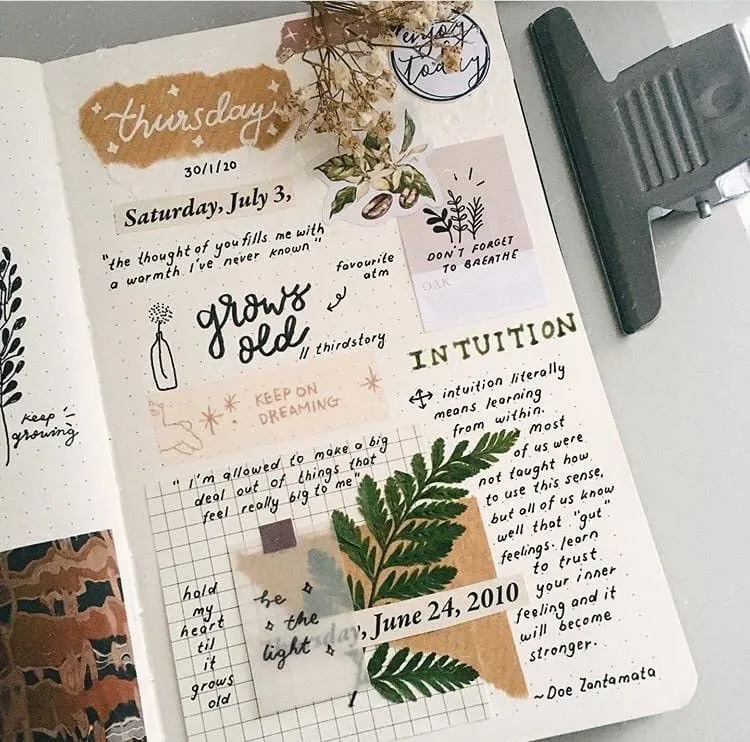 enjoy
today
thursday
30/1/20
Saturday, July 3,
"the thought of you fills me with
a warmth I've never known"
favourite
atm
grows
old
// thirdstory
DON'T FORGET
TO BREATHE
OAK
KEEP ON
DREAMING
keep
growing
"I'm allowed to make a big
deal out of things that
feel really big to me"
hold
my
heart
til
it
grows
old
be
the
light
Thursday, June 24, 2010
INTUITION
intuition literally
means learning
from within.
most
of us were
not taught how
to use this sense,
but all of us know
well that "gut"
feelings. learn
to trust
your inner
feeling and it
will become
stronger.
~Doe Zantamata